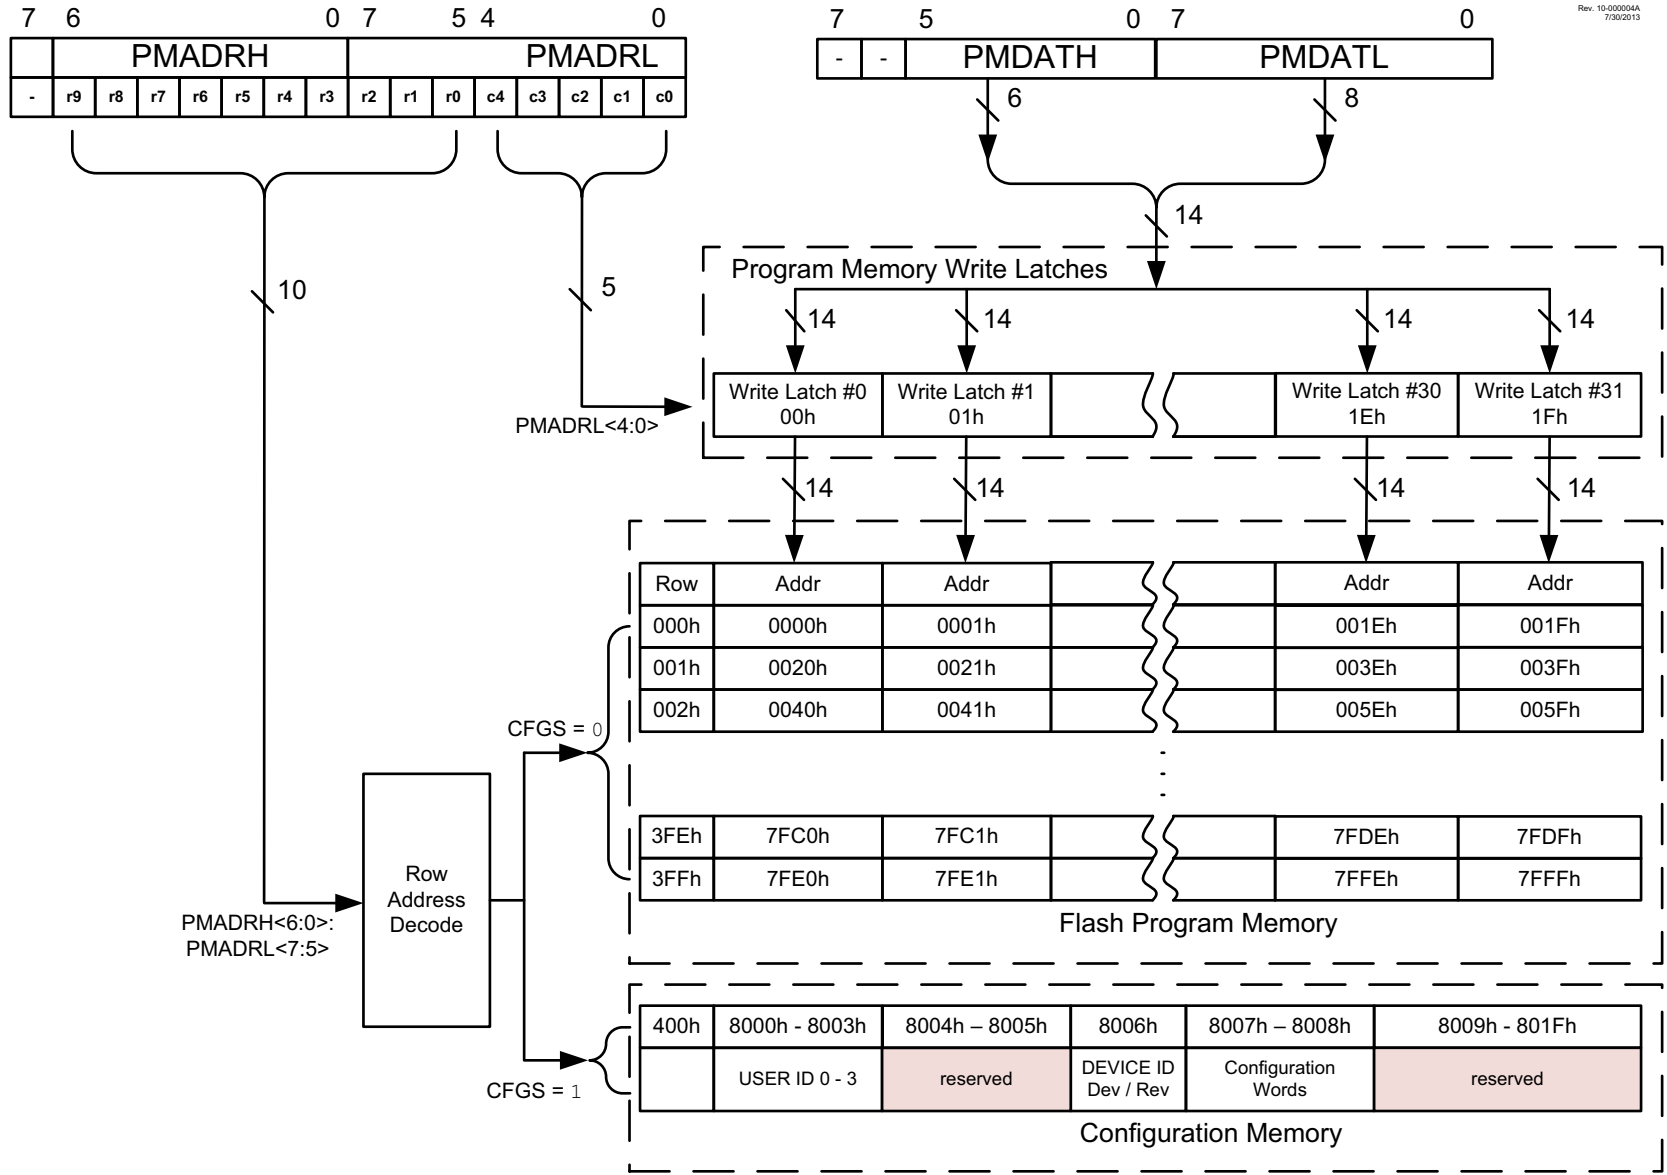 Rev. 10-000004A
7/30/2013
7 6 0 7 5 4 0
7 5 0 7 0
PMADRH PMADRL
- r9 r8 r7 r6 r5 r4 r3 r2 r1 r0 c4 c3 c2 c1 c0
- - PMDATH PMDATL
6 8
14
10
5
PMADRL<4:0>
Program Memory Write Latches
14 14 14 14
Write Latch #0 Write Latch #1 Write Latch #30 Write Latch #31
00h 01h 1Eh 1Fh
14 14 14 14
Row Addr Addr Addr Addr
000h 0000h 0001h 001Eh 001Fh
001h 0020h 0021h 003Eh 003Fh
002h 0040h 0041h 005Eh 005Fh
CFGS = 0
3FEh 7FC0h 7FC1h 7FDEh 7FDFh
3FFh 7FE0h 7FE1h 7FFEh 7FFFh
Flash Program Memory
Row
Address
Decode
PMADRH<6:0>:
PMADRL<7:5>
400h 8000h - 8003h 8004h – 8005h 8006h 8007h – 8008h 8009h - 801Fh
USER ID 0 - 3 reserved DEVICE ID Configuration reserved
Dev / Rev Words
CFGS = 1
Configuration Memory